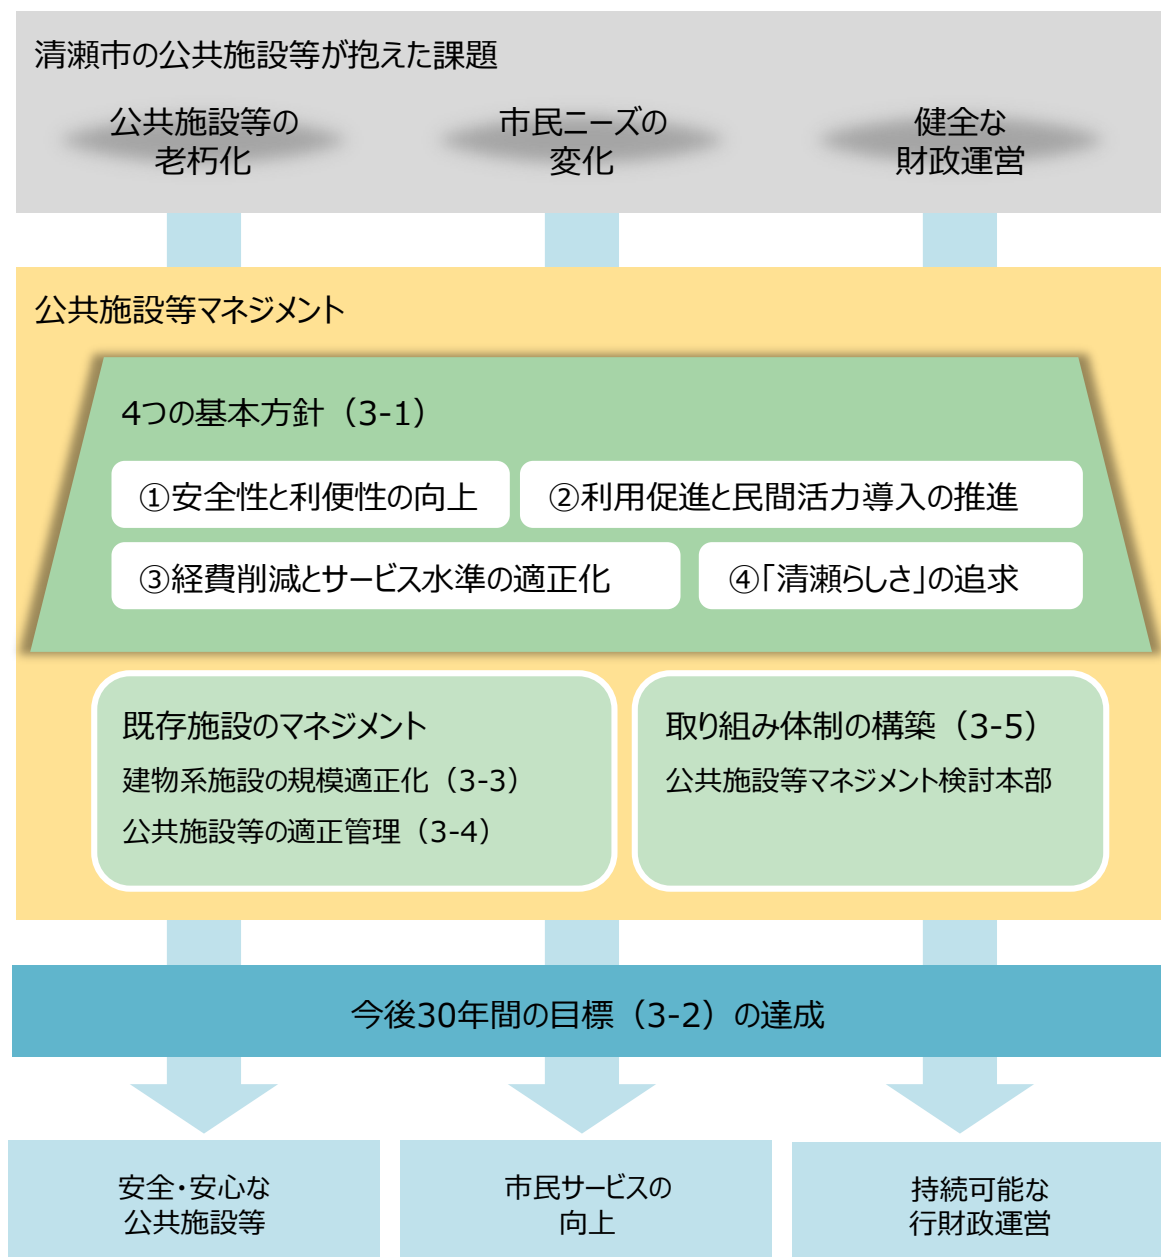 清瀬市の公共施設等が抱えた課題
公共施設等の
老朽化
市民ニーズの
変化
健全な
財政運営
公共施設等マネジメント
4つの基本方針（3-1）
①安全性と利便性の向上
②利用促進と民間活力導入の推進
③経費削減とサービス水準の適正化
④「清瀬らしさ」の追求
既存施設のマネジメント
建物系施設の規模適正化（3-3）
公共施設等の適正管理（3-4）
取り組み体制の構築（3-5）
公共施設等マネジメント検討本部
今後30年間の目標（3-2）の達成
安全・安心な
公共施設等
市民サービスの
向上
持続可能な
行財政運営